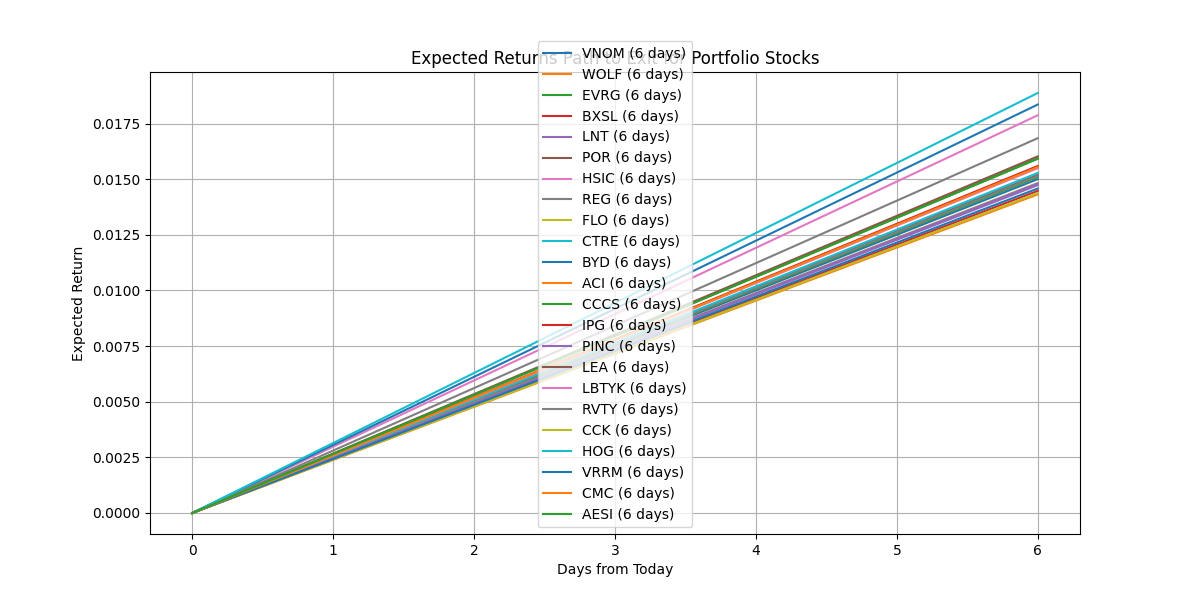 Expected Returns Path to Exit for Portfolio Stocks
VNOM (6 days)
WOLF (6 days)
EVRG (6 days)
BXSL (6 days)
LNT (6 days)
POR (6 days)
HSIC (6 days)
REG (6 days)
FLO (6 days)
CTRE (6 days)
BYD (6 days)
ACI (6 days)
CCCS (6 days)
IPG (6 days)
PINC (6 days)
LEA (6 days)
LBTYK (6 days)
RVTY (6 days)
CCK (6 days)
HOG (6 days)
VRRM (6 days)
CMC (6 days)
AESI (6 days)
Expected Return
0.0175
0.0150
0.0125
0.0100
0.0075
0.0050
0.0025
0.0000
0 1 2 3 4 5 6
Days from Today